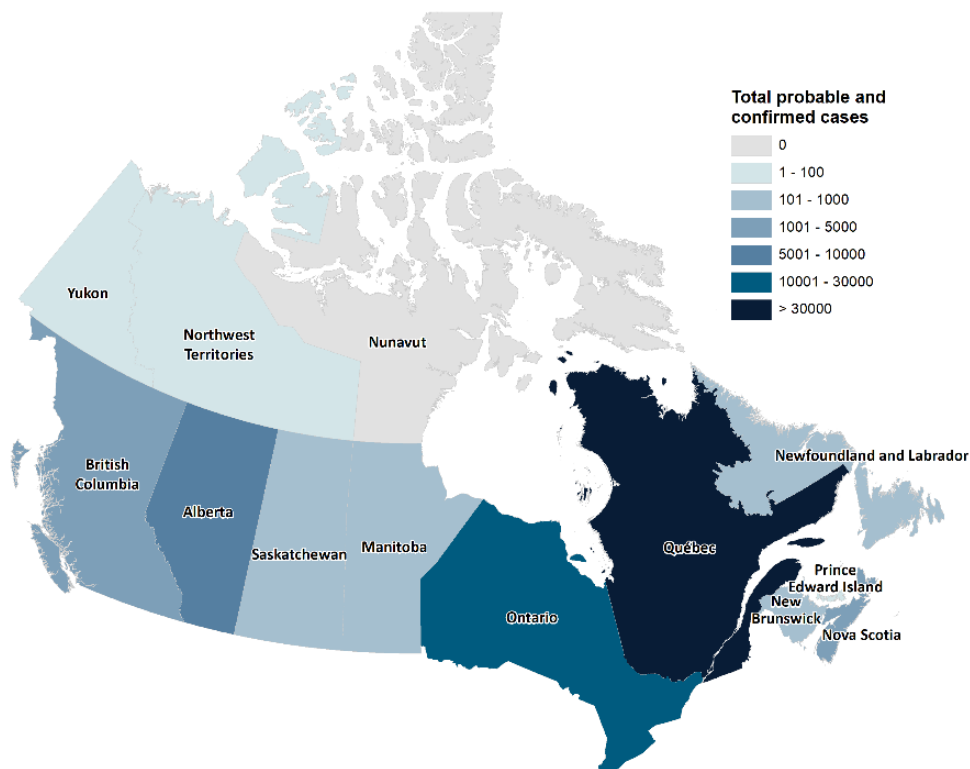 Total probable and
confirmed cases
0
1 - 100
101 - 1000
1001 - 5000
5001 - 10000
10001 - 30000
> 30000
Yukon
Northwest
Territories
Nunavut
British
Columbia
Alberta
Saskatchewan
Manitoba
Ontario
Québec
Newfoundland and Labrador
Prince
Edward Island
New
Brunswick
Nova Scotia